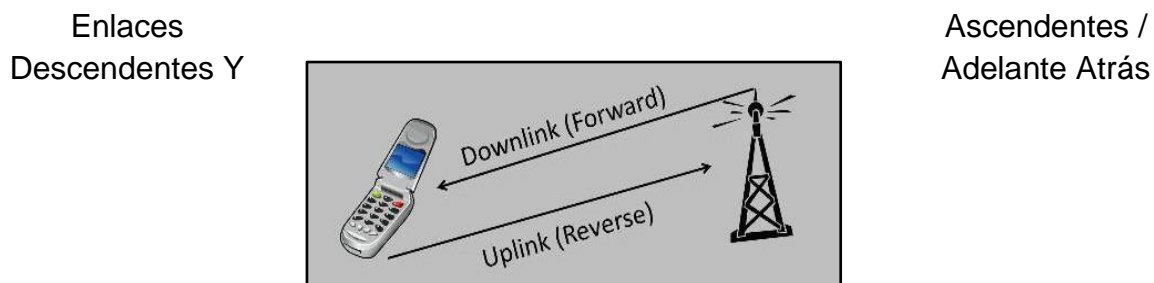 Enlaces
Descendentes Y
Ascendentes /
Adelante Atrás
Downlink (Forward)
Uplink (Reverse)